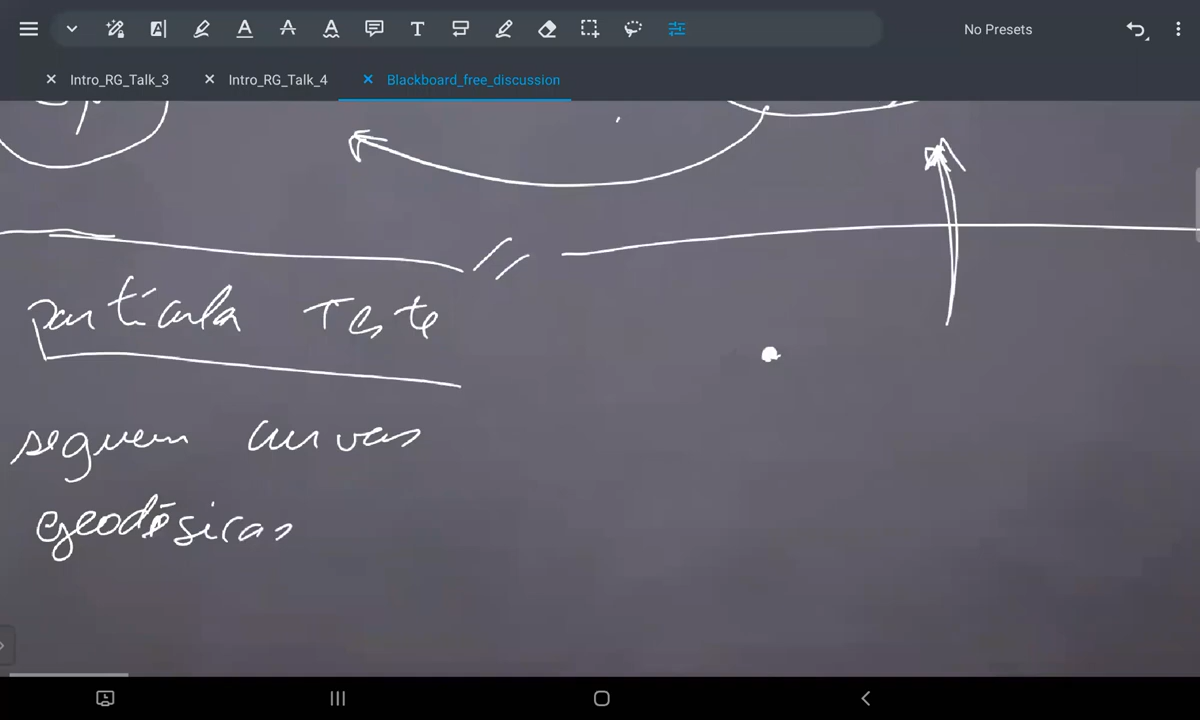 No Presets
Intro_RG_Talk_3
Intro_RG_Talk_4
Blackboard_free_discussion
partícula Teste
seguem curvas
geodésicas